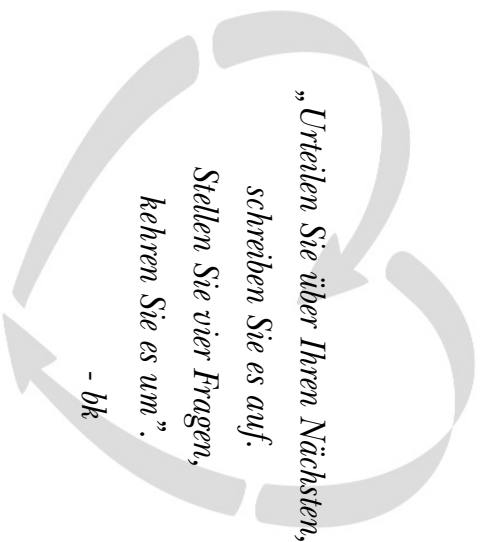 „Urteilen Sie über Ihren Nächsten,
schreiben Sie es auf.
Stellen Sie vier Fragen,
kehren Sie es um”.
- bk